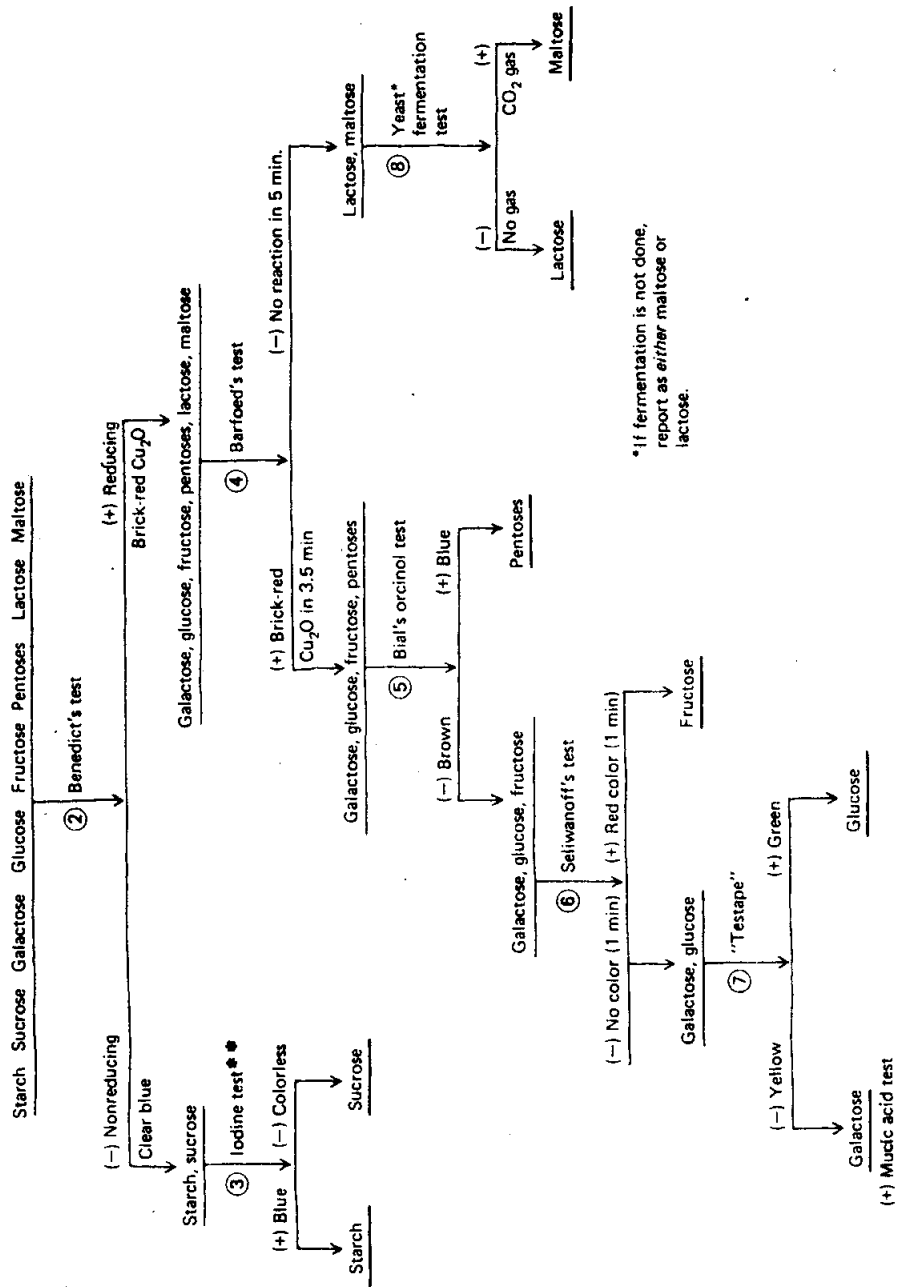 Starch Sucrose Galactose Glucose Fructose Pentoses Lactose Maltose
② Benedict's test
(−) Nonreducing
Clear blue
(+) Reducing
Brick-red Cu₂O
Starch, sucrose
③ Iodine test**
(+) Blue
(−) Colorless
Starch
Sucrose
Galactose, glucose, fructose, pentoses, lactose, maltose
④ Barfoed's test
(+) Brick-red
Cu₂O in 3.5 min
(−) No reaction in 5 min.
Galactose, glucose, fructose, pentoses
⑤ Bial's orcinol test
(−) Brown
(+) Blue
Pentoses
Galactose, glucose, fructose
⑥ Seliwanoff's test
(−) No color (1 min)
(+) Red color (1 min)
Fructose
Galactose, glucose
⑦ "Testape"
(−) Yellow
(+) Green
Galactose
(+) Mucic acid test
Glucose
Lactose, maltose
⑧ Yeast*
fermentation
test
(−)
No gas
(+)
CO₂ gas
Lactose
Maltose
*If fermentation is not done,
report as either maltose or
lactose.